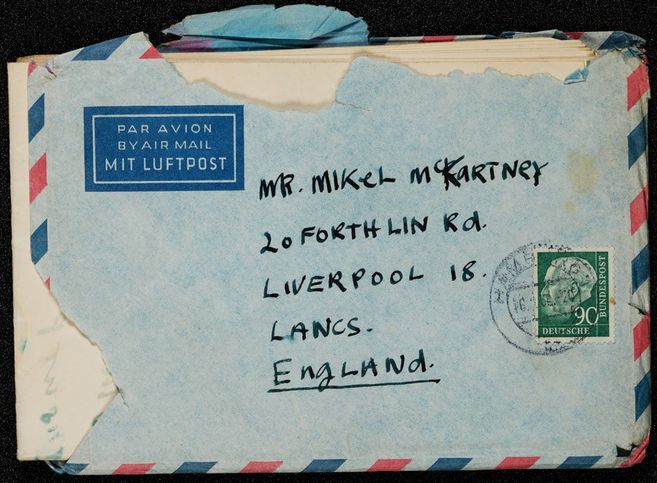 PAR AVION
BY AIR MAIL
MIT LUFTPOST
MR. MIKEL McKARTNEY
20 FORTHLIN Rd.
LIVERPOOL 18.
LANCS.
ENGLAND.
90
DEUTSCHE
BUNDESPOST